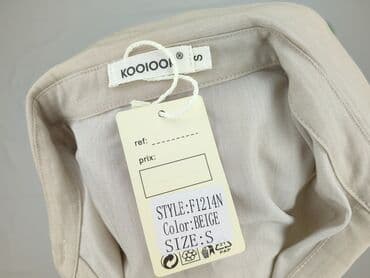 KOOIOOK®
S
ref:
prix:
STYLE:F1214N
Color:BEIGE
SIZE:S